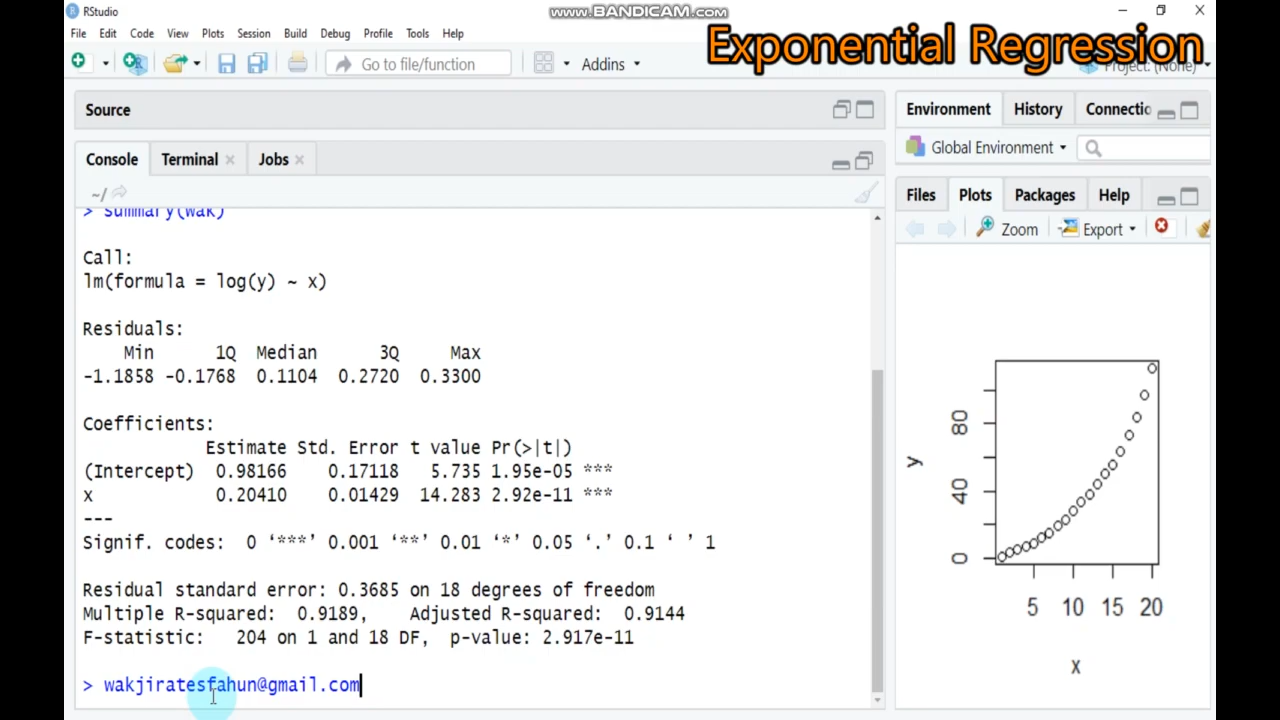 RStudio
www.BANDICAM.com
File Edit Code View Plots Session Build Debug Profile Tools Help
Exponential Regression
Go to file/function
Addins
Project: (None)
Source
Console Terminal Jobs
~/
> summary(wak)
Call:
lm(formula = log(y) ~ x)
Residuals:
Min 1Q Median 3Q Max
-1.1858 -0.1768 0.1104 0.2720 0.3300
Coefficients:
Estimate Std. Error t value Pr(>|t|)
(Intercept) 0.98166 0.17118 5.735 1.95e-05 ***
x 0.20410 0.01429 14.283 2.92e-11 ***
---
Signif. codes: 0 ‘***’ 0.001 ‘**’ 0.01 ‘*’ 0.05 ‘.’ 0.1 ‘ ’ 1
Residual standard error: 0.3685 on 18 degrees of freedom
Multiple R-squared: 0.9189, Adjusted R-squared: 0.9144
F-statistic: 204 on 1 and 18 DF, p-value: 2.917e-11
> wakjiratesfahun@gmail.com
Environment History Connectio
Global Environment
Files Plots Packages Help
Zoom Export
80
40
0
y
5 10 15 20
x